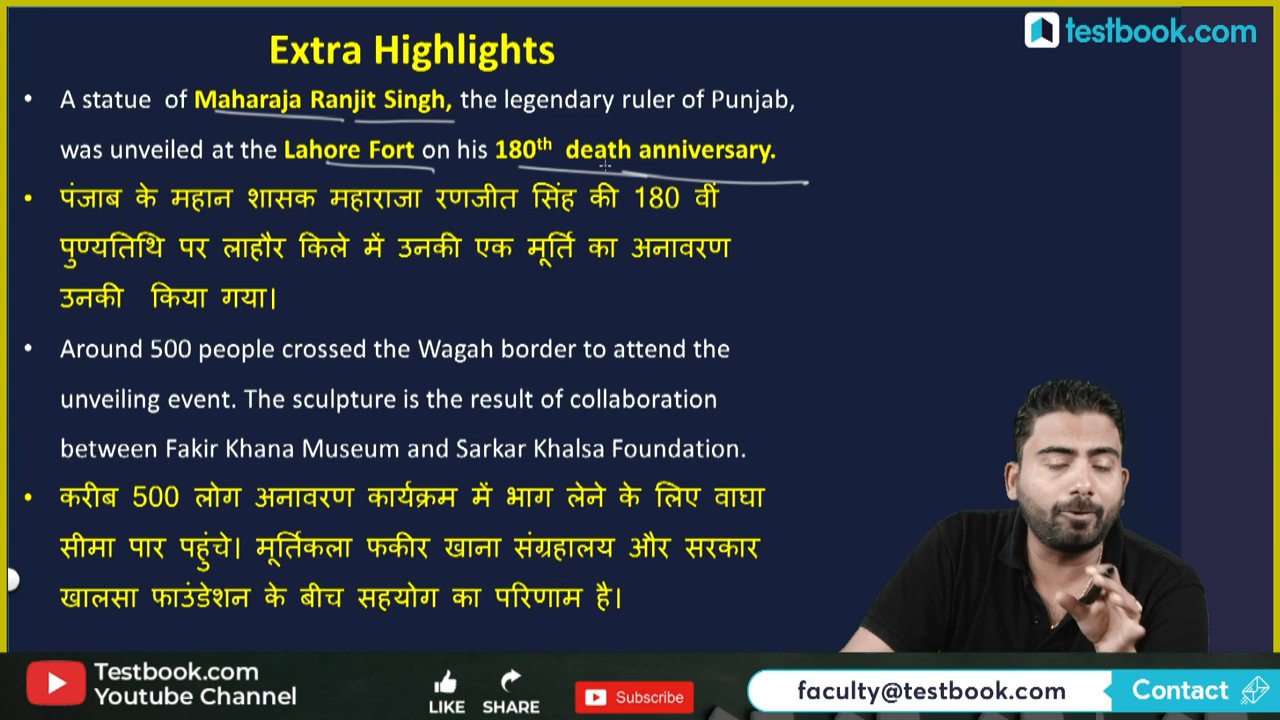 Extra Highlights
testbook.com
• A statue of Maharaja Ranjit Singh, the legendary ruler of Punjab,
was unveiled at the Lahore Fort on his 180th death anniversary.
• पंजाब के महान शासक महाराजा रणजीत सिंह की 180 वीं
पुण्यतिथि पर लाहौर किले में उनकी एक मूर्ति का अनावरण
उनकी किया गया।
• Around 500 people crossed the Wagah border to attend the
unveiling event. The sculpture is the result of collaboration
between Fakir Khana Museum and Sarkar Khalsa Foundation.
• करीब 500 लोग अनावरण कार्यक्रम में भाग लेने के लिए वाघा
सीमा पार पहुंचे। मूर्तिकला फकीर खाना संग्रहालय और सरकार
खालसा फाउंडेशन के बीच सहयोग का परिणाम है।
Testbook.com
Youtube Channel
LIKE
SHARE
Subscribe
faculty@testbook.com
Contact